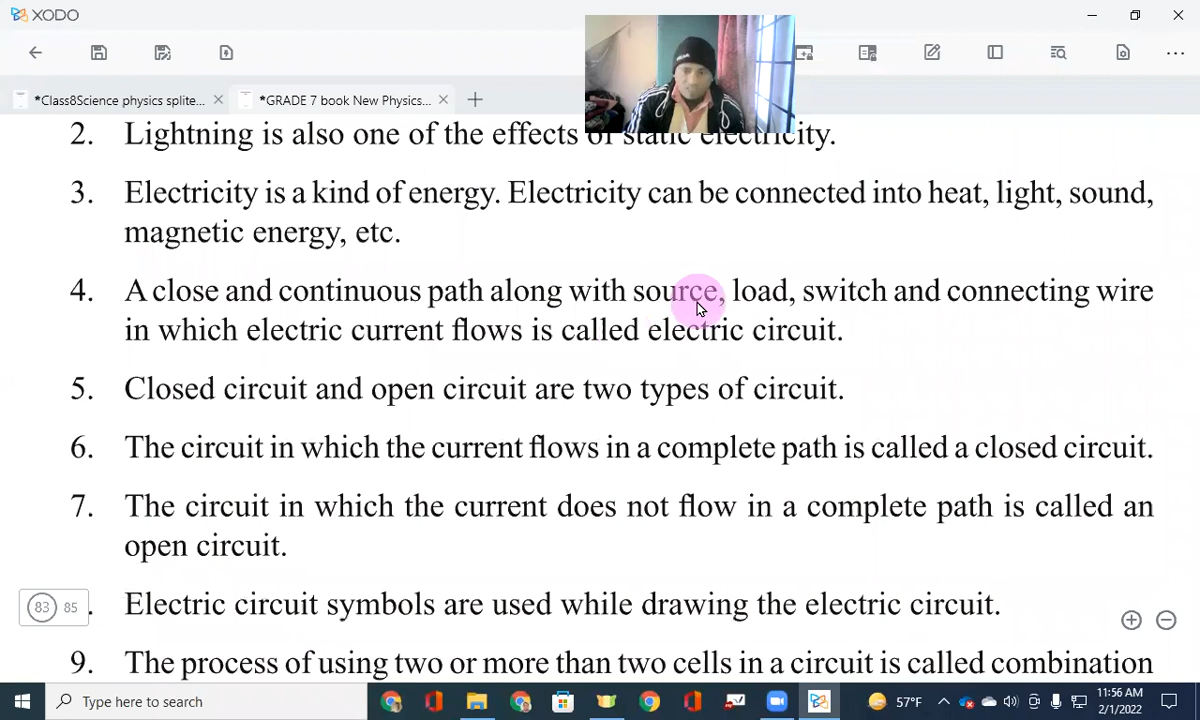 XODO
*Class8Science physics splite...
*GRADE 7 book New Physics...
2. Lightning is also one of the effects of static electricity.
3. Electricity is a kind of energy. Electricity can be connected into heat, light, sound,
magnetic energy, etc.
4. A close and continuous path along with source, load, switch and connecting wire
in which electric current flows is called electric circuit.
5. Closed circuit and open circuit are two types of circuit.
6. The circuit in which the current flows in a complete path is called a closed circuit.
7. The circuit in which the current does not flow in a complete path is called an
open circuit.
83 85
. Electric circuit symbols are used while drawing the electric circuit.
9. The process of using two or more than two cells in a circuit is called combination
Type here to search
57°F
11:56 AM
2/1/2022